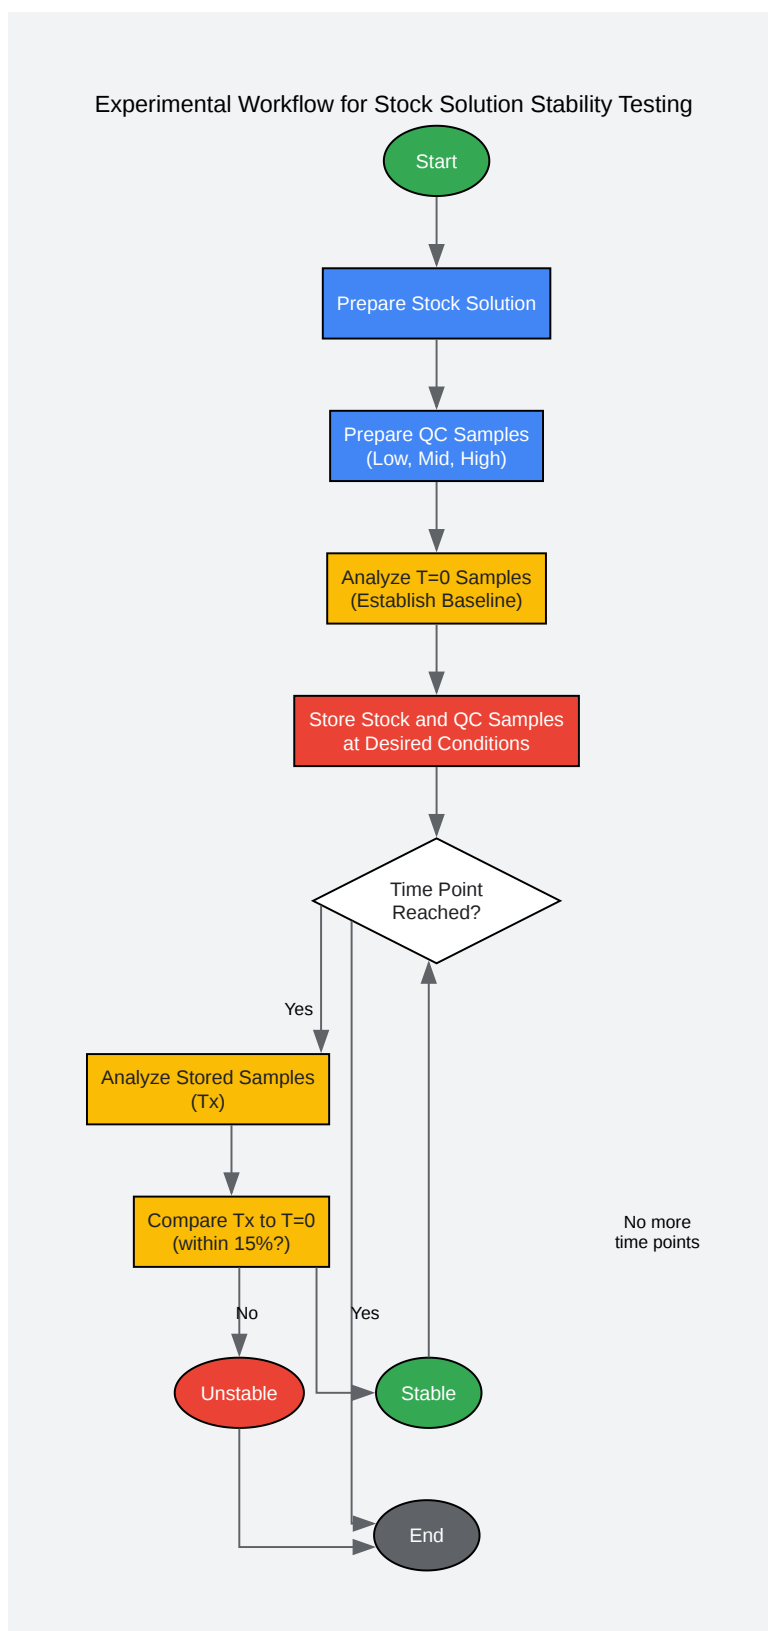 Experimental Workflow for Stock Solution Stability Testing
Start
Prepare Stock Solution
Prepare QC Samples
(Low, Mid, High)
Analyze T=0 Samples
(Establish Baseline)
Store Stock and QC Samples
at Desired Conditions
Time Point
Reached?
Yes
Analyze Stored Samples
(Tx)
Compare Tx to T=0
(within 15%?)
No more
time points
No
Yes
Unstable
Stable
End